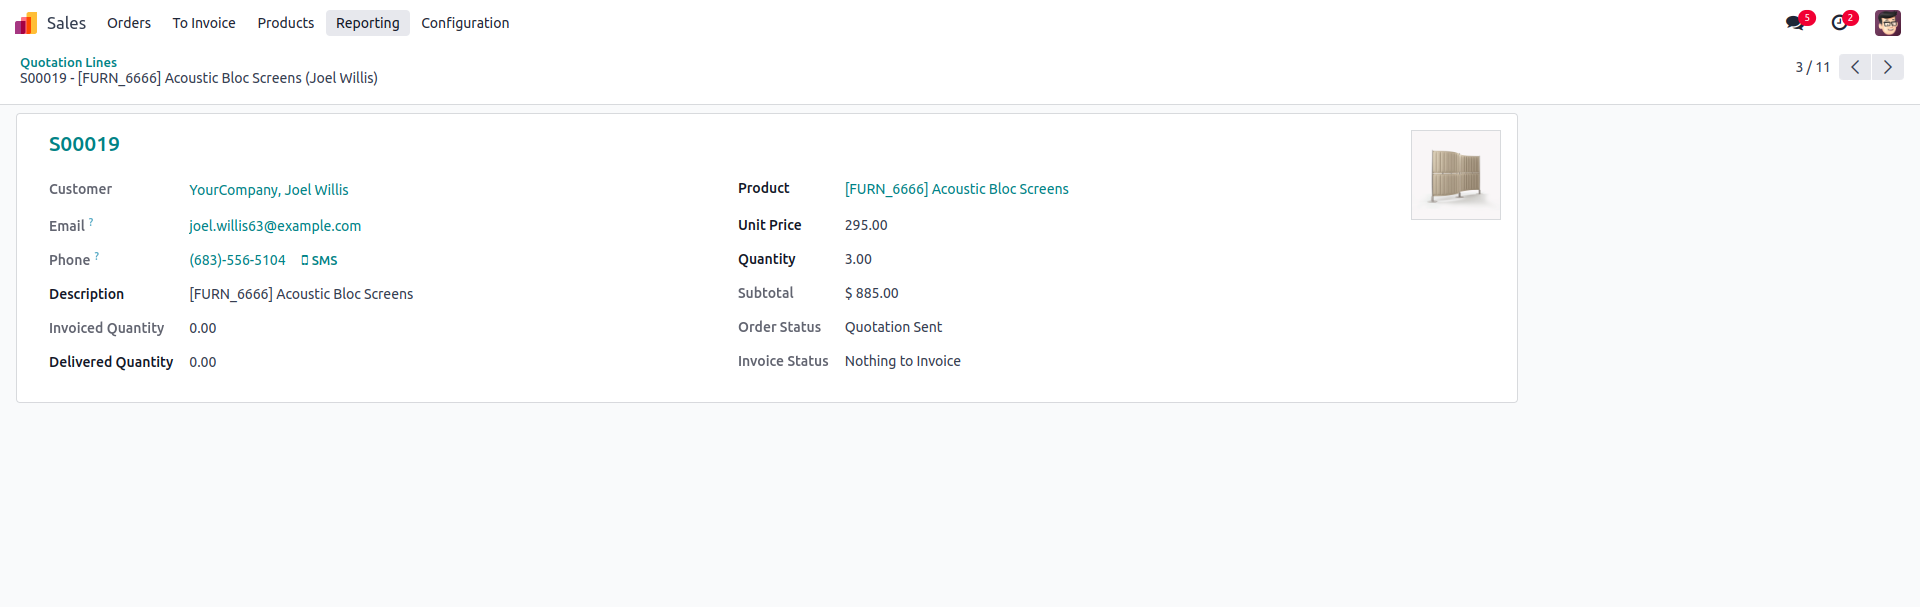 Sales Orders To Invoice Products Reporting Configuration 5 2
Quotation Lines
S00019 - [FURN_6666] Acoustic Bloc Screens (Joel Willis)
3 / 11
S00019
Customer YourCompany, Joel Willis
Email ? joel.willis63@example.com
Phone ? (683)-556-5104 SMS
Description [FURN_6666] Acoustic Bloc Screens
Invoiced Quantity 0.00
Delivered Quantity 0.00
Product [FURN_6666] Acoustic Bloc Screens
Unit Price 295.00
Quantity 3.00
Subtotal $ 885.00
Order Status Quotation Sent
Invoice Status Nothing to Invoice